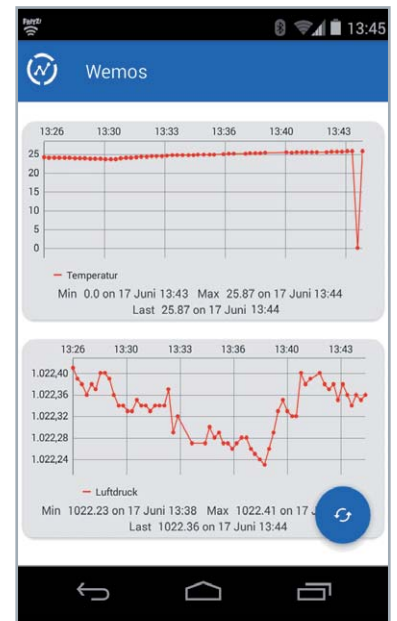 13:45
Wemos
13:26 13:30 13:33 13:36 13:40 13:43
25
20
15
10
5
0
Temperatur
Min 0.0 on 17 Juni 13:43 Max 25.87 on 17 Juni 13:44
Last 25.87 on 17 Juni 13:44
13:26 13:30 13:33 13:36 13:40 13:43
1.022,40
1.022,36
1.022,32
1.022,28
1.022,24
Luftdruck
Min 1022.23 on 17 Juni 13:38 Max 1022.41 on 17
Last 1022.36 on 17 Juni 13:44